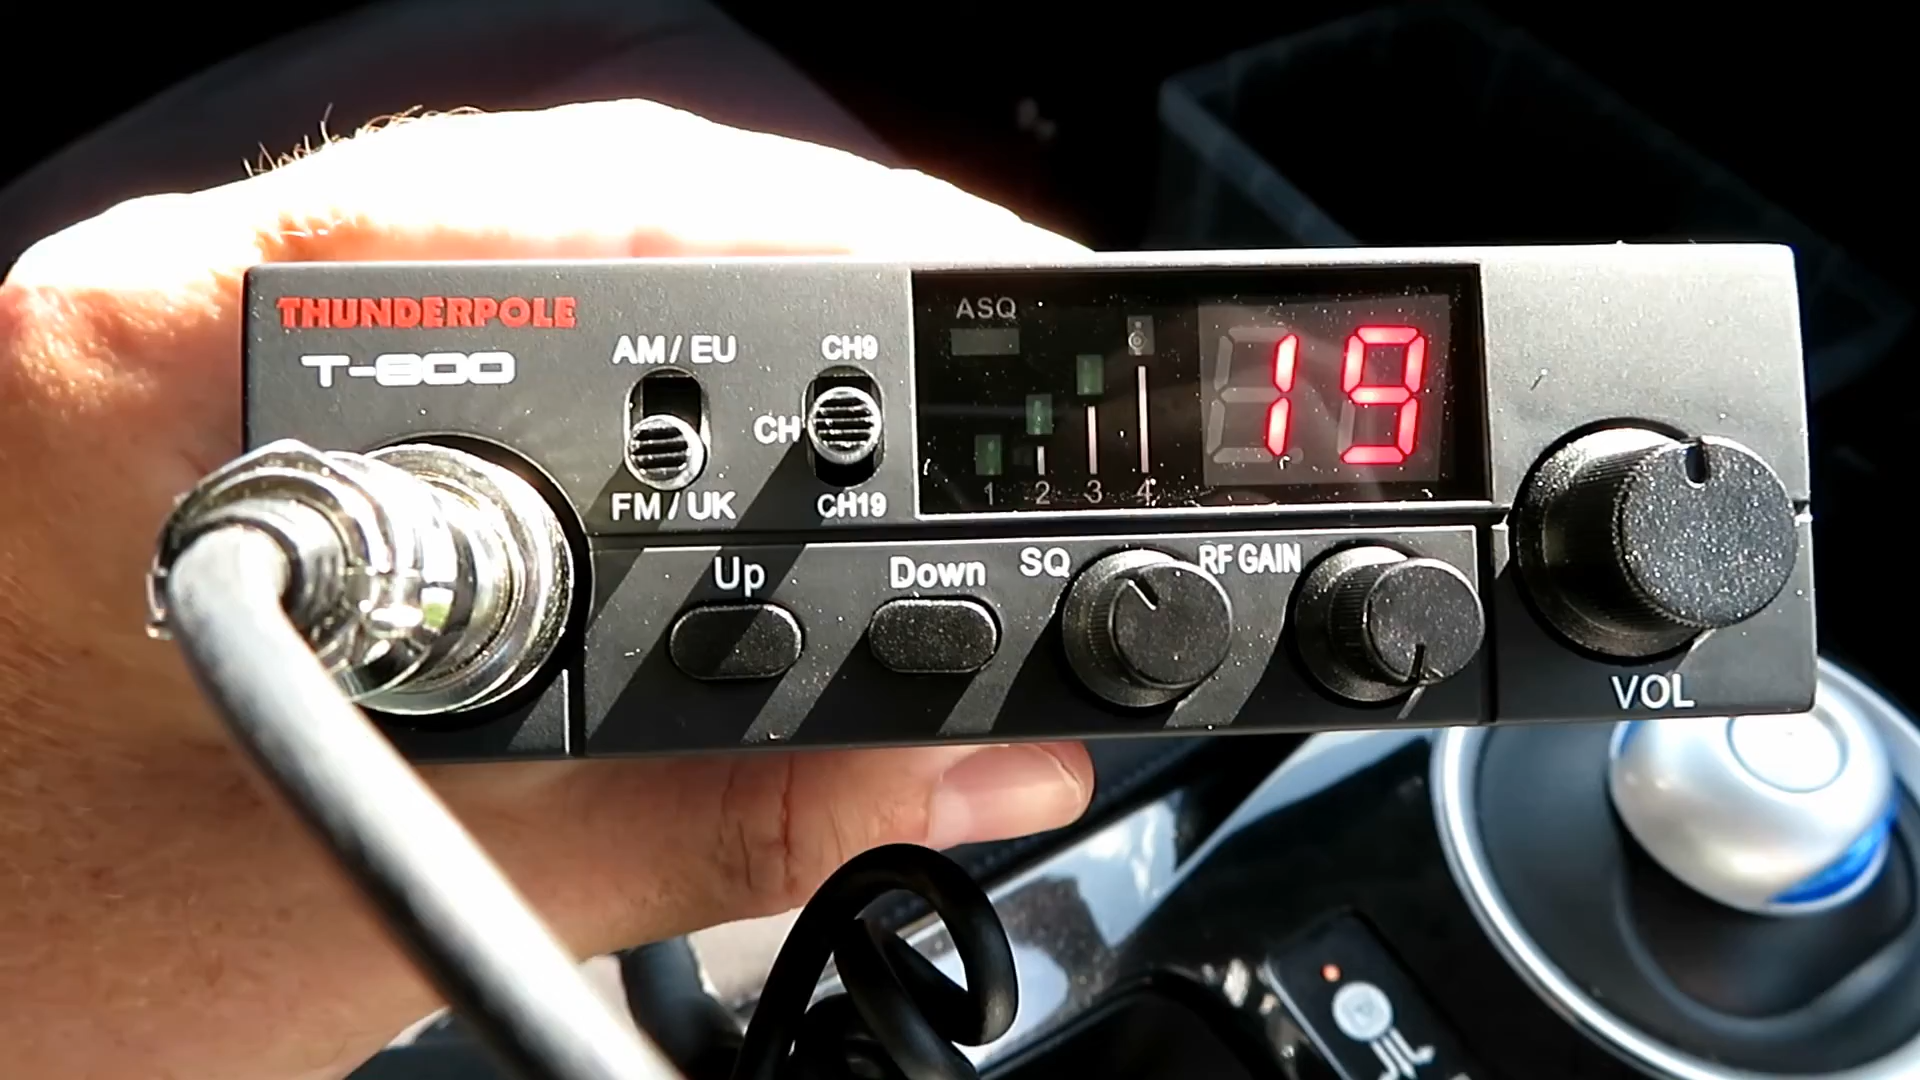 THUNDERPOLE
T-800
AM / EU
FM / UK
CH9
CH
CH19
ASQ
1 2 3 4
19
Up
Down
SQ
RF GAIN
VOL